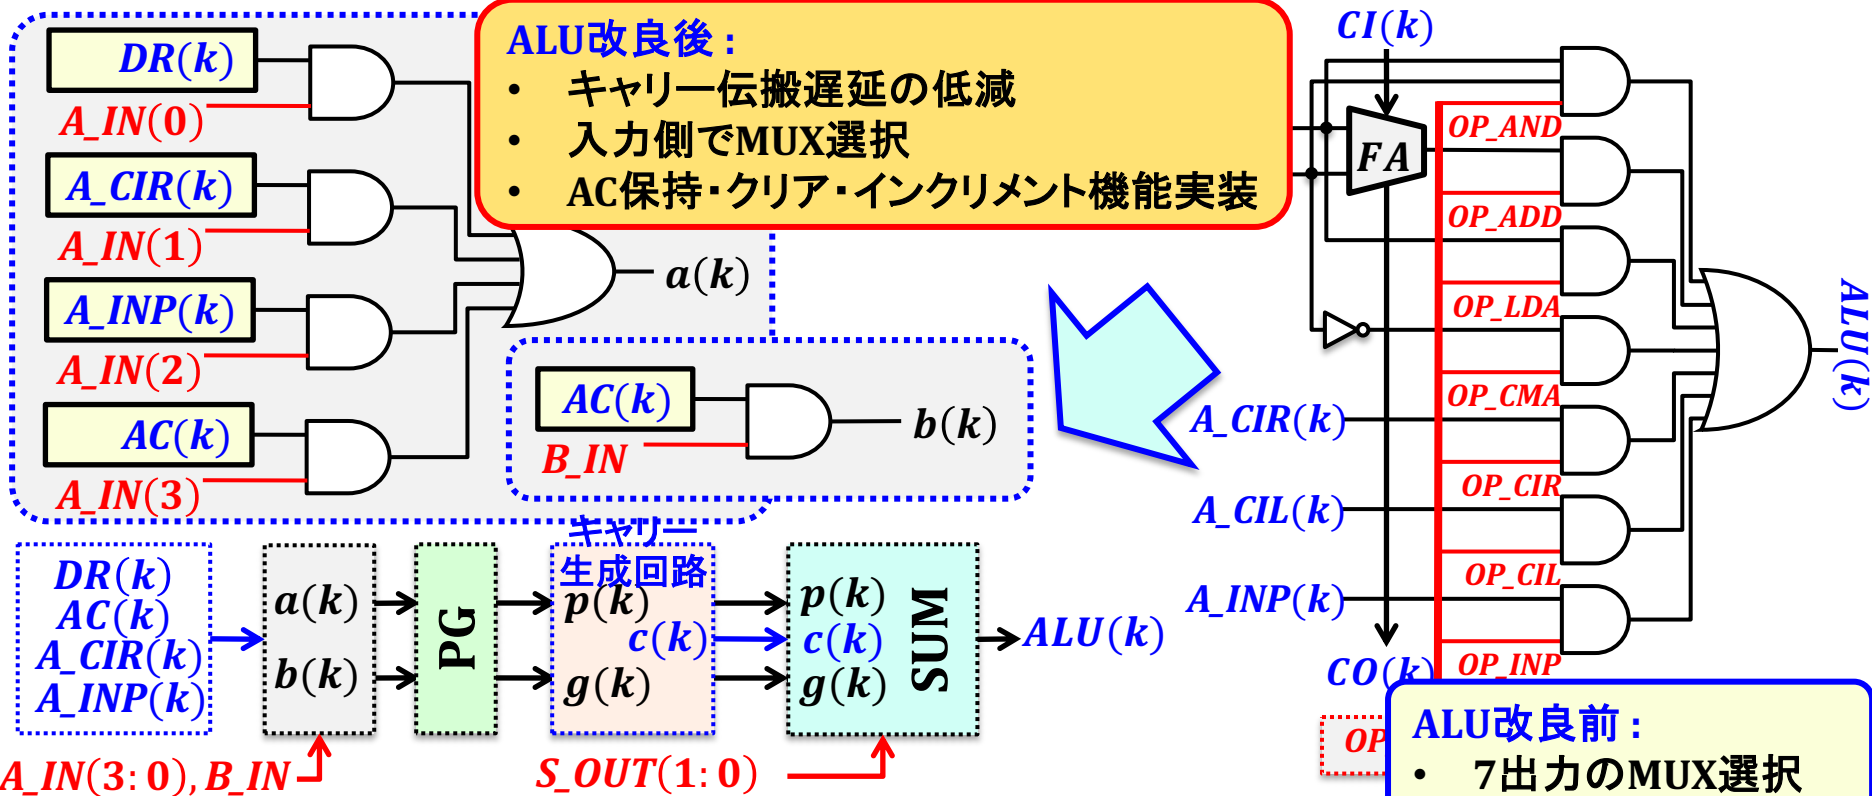 DR(k)
A_IN(0)
A_CIR(k)
A_IN(1)
A_INP(k)
A_IN(2)
AC(k)
A_IN(3)
a(k)
AC(k)
B_IN
b(k)
ALU改良後：
• キャリー伝搬遅延の低減
• 入力側でMUX選択
• AC保持・クリア・インクリメント機能実装
CI(k)
FA
OP_AND
OP_ADD
OP_LDA
OP_CMA
OP_CIR
OP_CIL
OP_INP
A_CIR(k)
A_CIL(k)
A_INP(k)
CO(k)
ALU(k)
DR(k)
AC(k)
A_CIR(k)
A_INP(k)
a(k)
b(k)
A_IN(3:0), B_IN
PG
キャリー
生成回路
p(k)
c(k)
g(k)
p(k)
c(k)
g(k)
SUM
S_OUT(1:0)
ALU(k)
OP
ALU改良前：
• 7出力のMUX選択